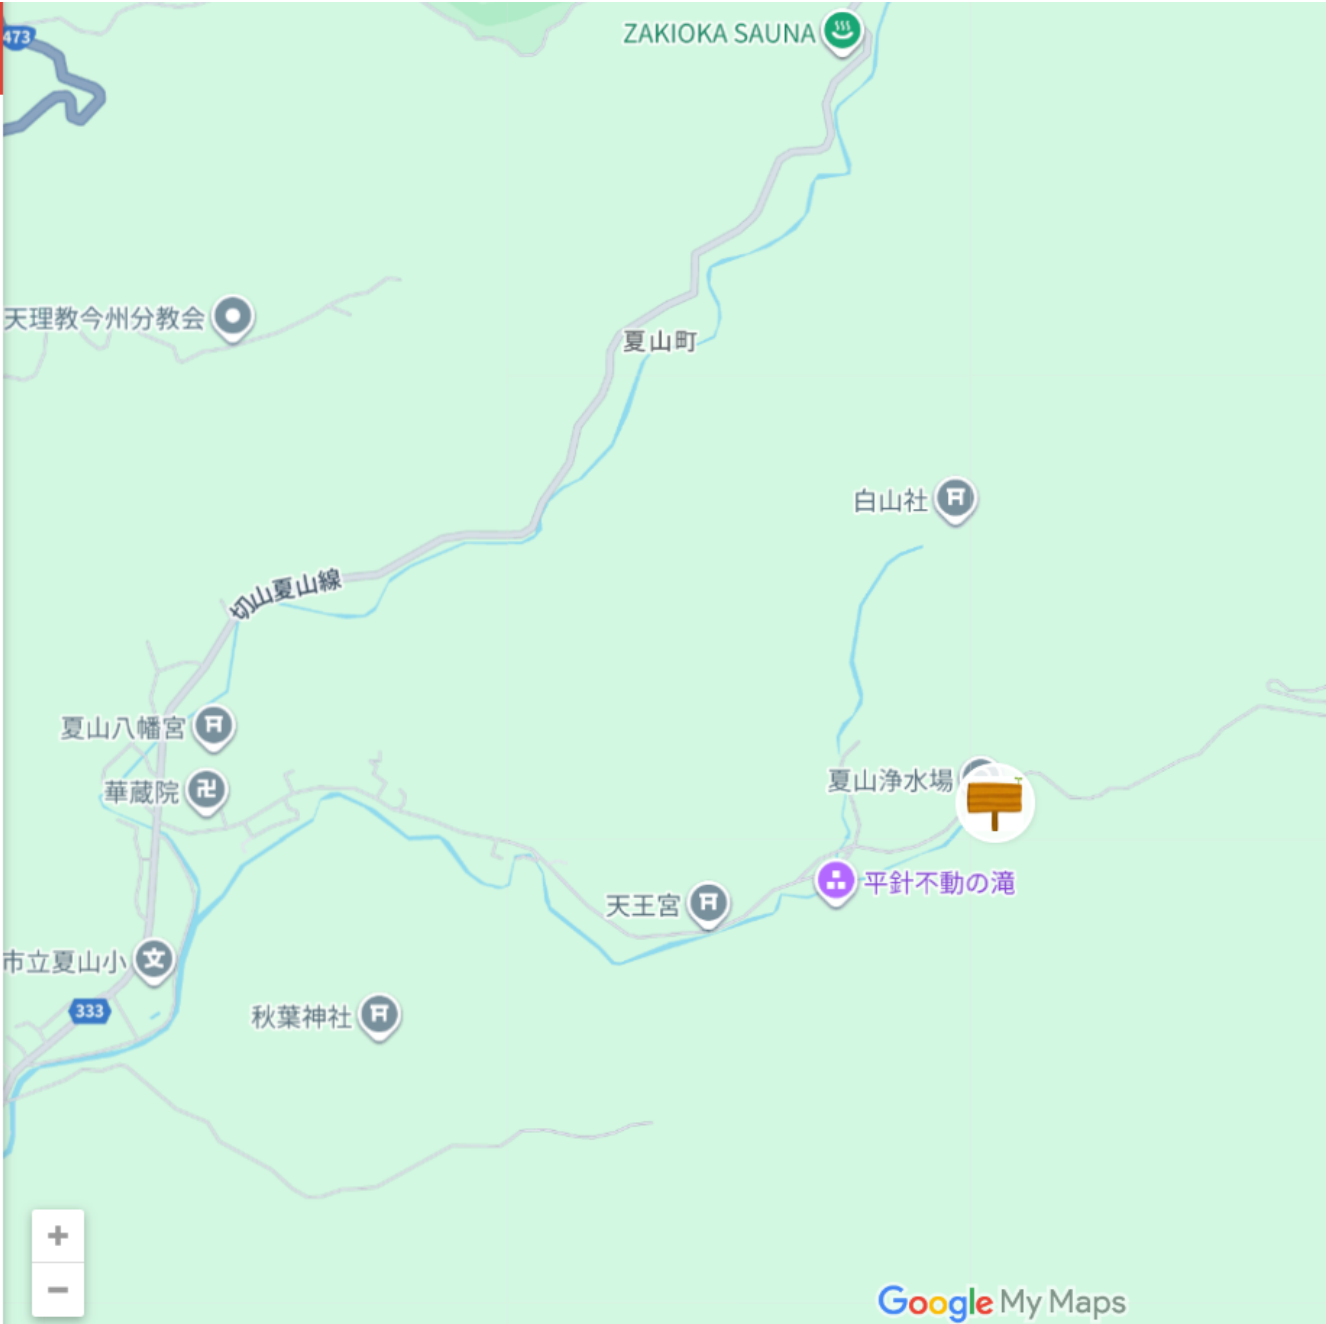 473
ZAKIOKA SAUNA
天理教今州分教会
夏山町
白山社
切山夏山線
夏山八幡宮
夏山浄水場
華蔵院
卍
平針不動の滝
天王宮
市立夏山小
文
333
秋葉神社
+
−
Google My Maps